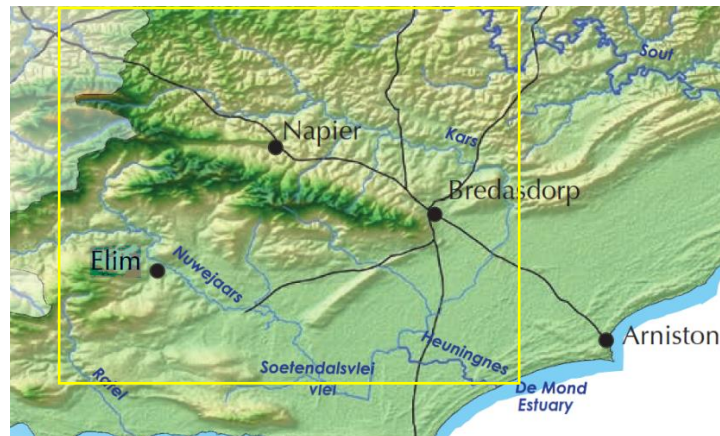 Sout
Napier
Kars
Bredasdorp
Elim
Nuwejaars
Arniston
Heuningnes
Soetendalsvlei
vlei
Ratel
De Mond
Estuary